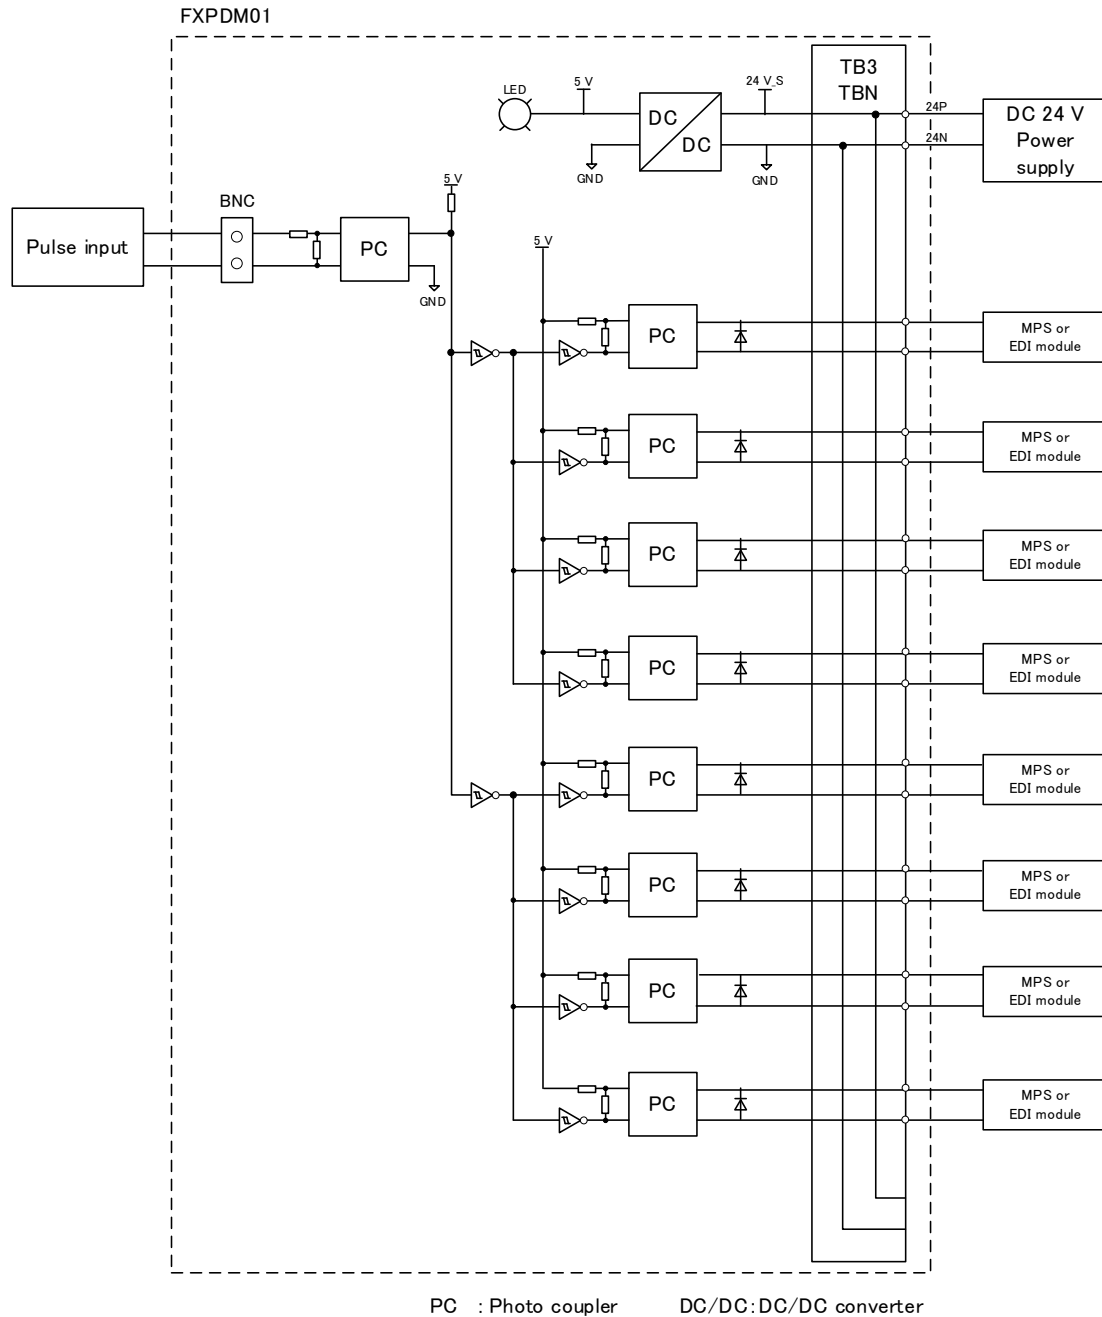 FXPDM01
TB3
TBN
LED
5 V
24 V_S
DC
DC
GND
GND
24P
24N
DC 24 V
Power
supply
Pulse input
BNC
PC
5 V
GND
5 V
PC
MPS or
EDI module
PC
MPS or
EDI module
PC
MPS or
EDI module
PC
MPS or
EDI module
PC
MPS or
EDI module
PC
MPS or
EDI module
PC
MPS or
EDI module
PC
MPS or
EDI module
PC : Photo coupler DC/DC: DC/DC converter